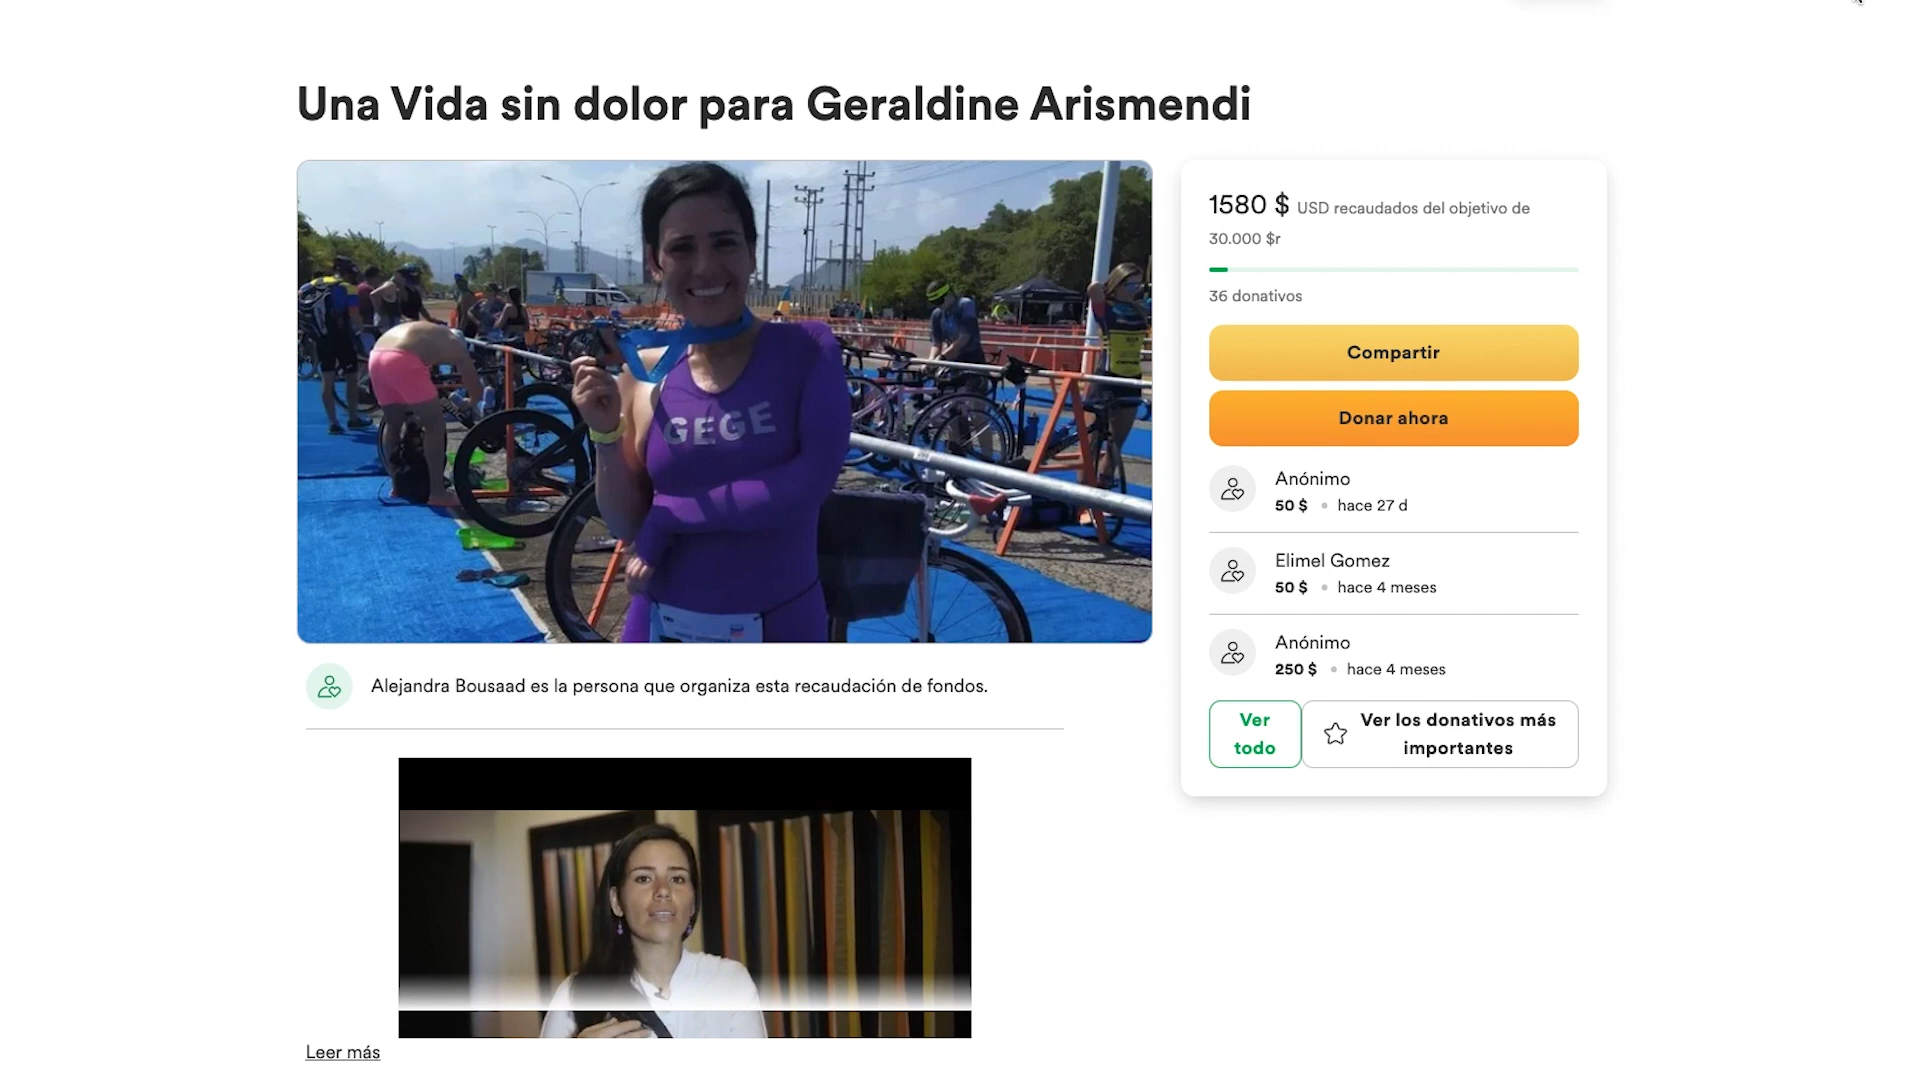 Una Vida sin dolor para Geraldine Arismendi
GEGE
Alejandra Bousaad es la persona que organiza esta recaudación de fondos.
Leer más
1580 $ USD recaudados del objetivo de
30.000 $r
36 donativos
Compartir
Donar ahora
Anónimo
50 $ • hace 27 d
Elimel Gomez
50 $ • hace 4 meses
Anónimo
250 $ • hace 4 meses
Ver
todo
Ver los donativos más
importantes